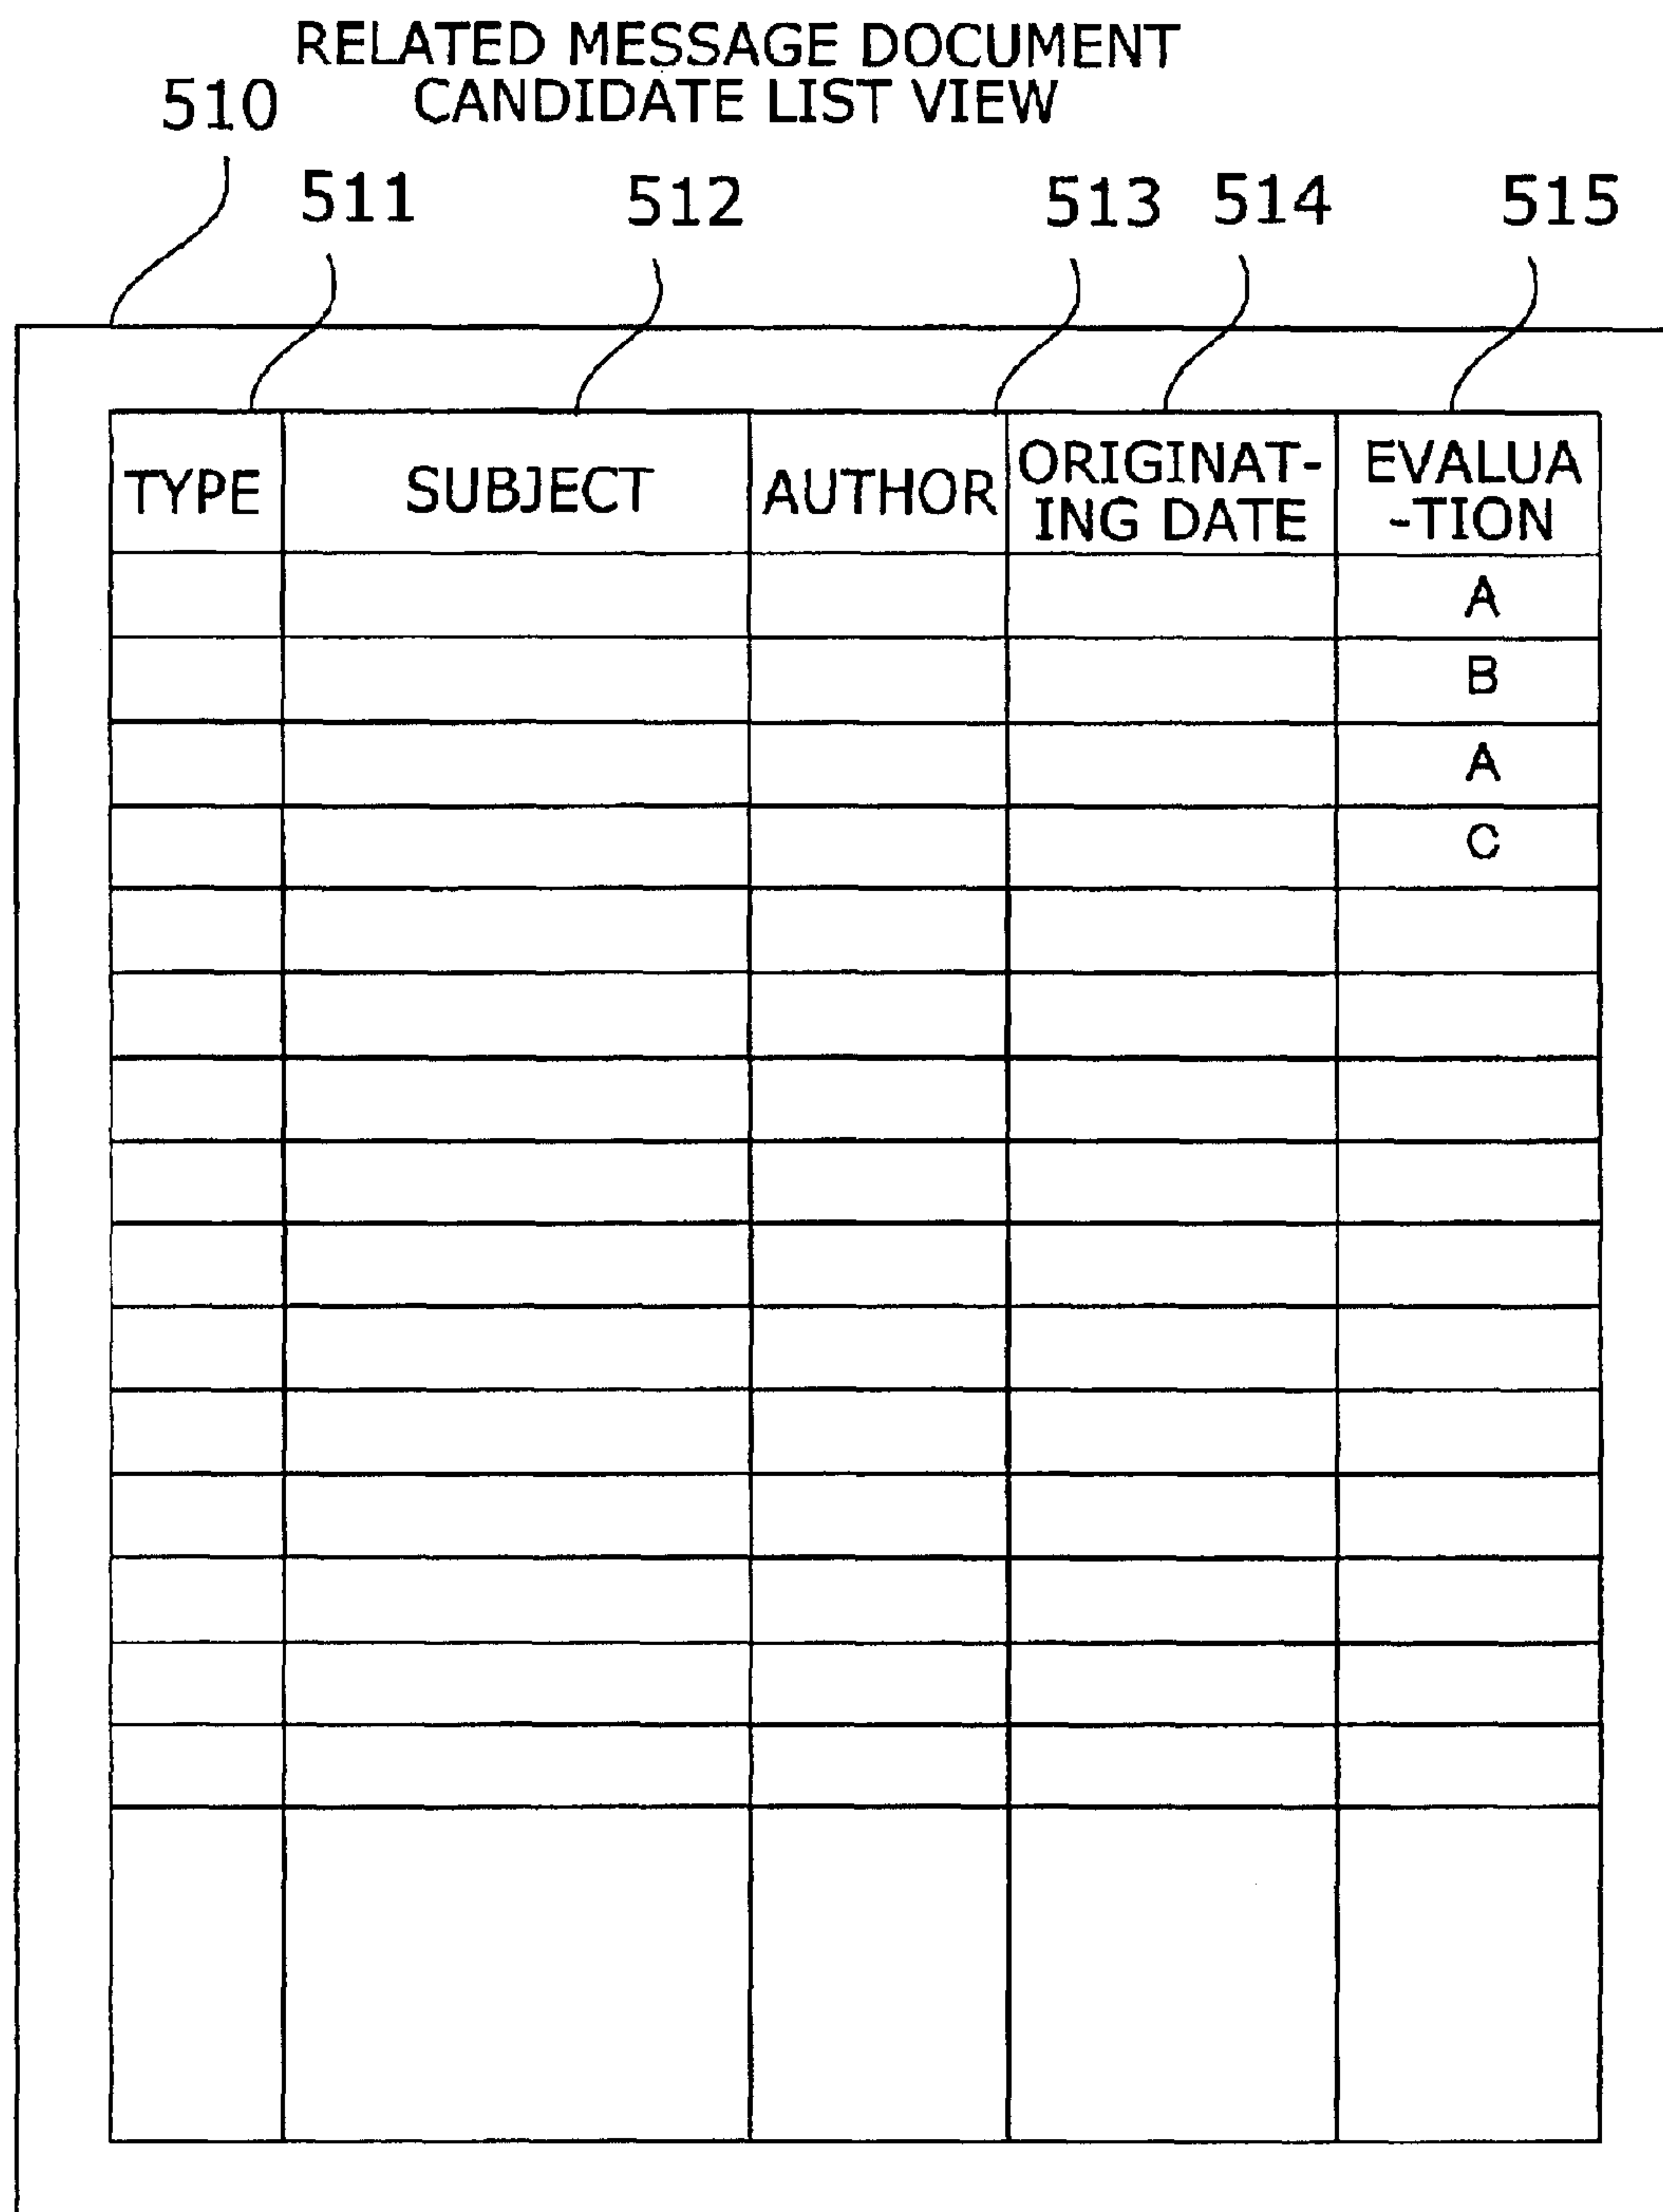 RELATED MESSAGE DOCUMENT
CANDIDATE LIST VIEW
510
511
512
513
514
515
TYPE
SUBJECT
AUTHOR
ORIGINAT-
ING DATE
EVALUA
-TION
A
B
A
C